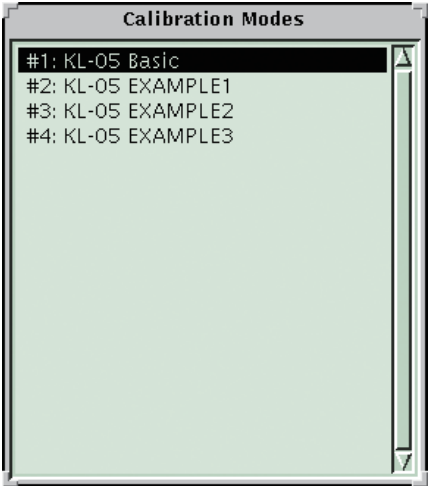 Calibration Modes
#1: KL-05 Basic
#2: KL-05 EXAMPLE1
#3: KL-05 EXAMPLE2
#4: KL-05 EXAMPLE3